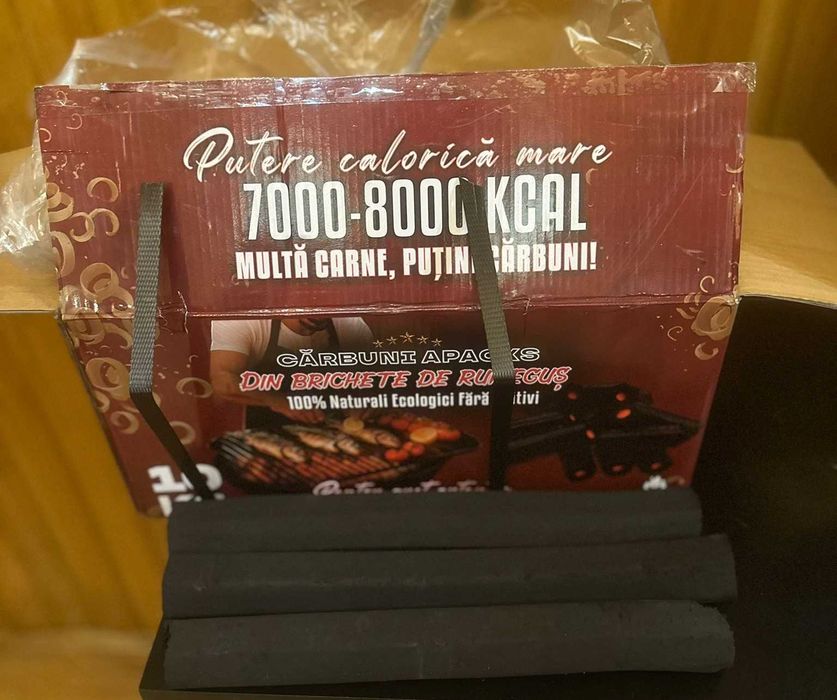 Putere calorică mare
7000-8000 KCAL
MULTĂ CARNE, PUȚINI CĂRBUNI!
CĂRBUNI APACKS
DIN BRICHETE DE RUMEGUȘ
100% Naturali Ecologici Fără
10